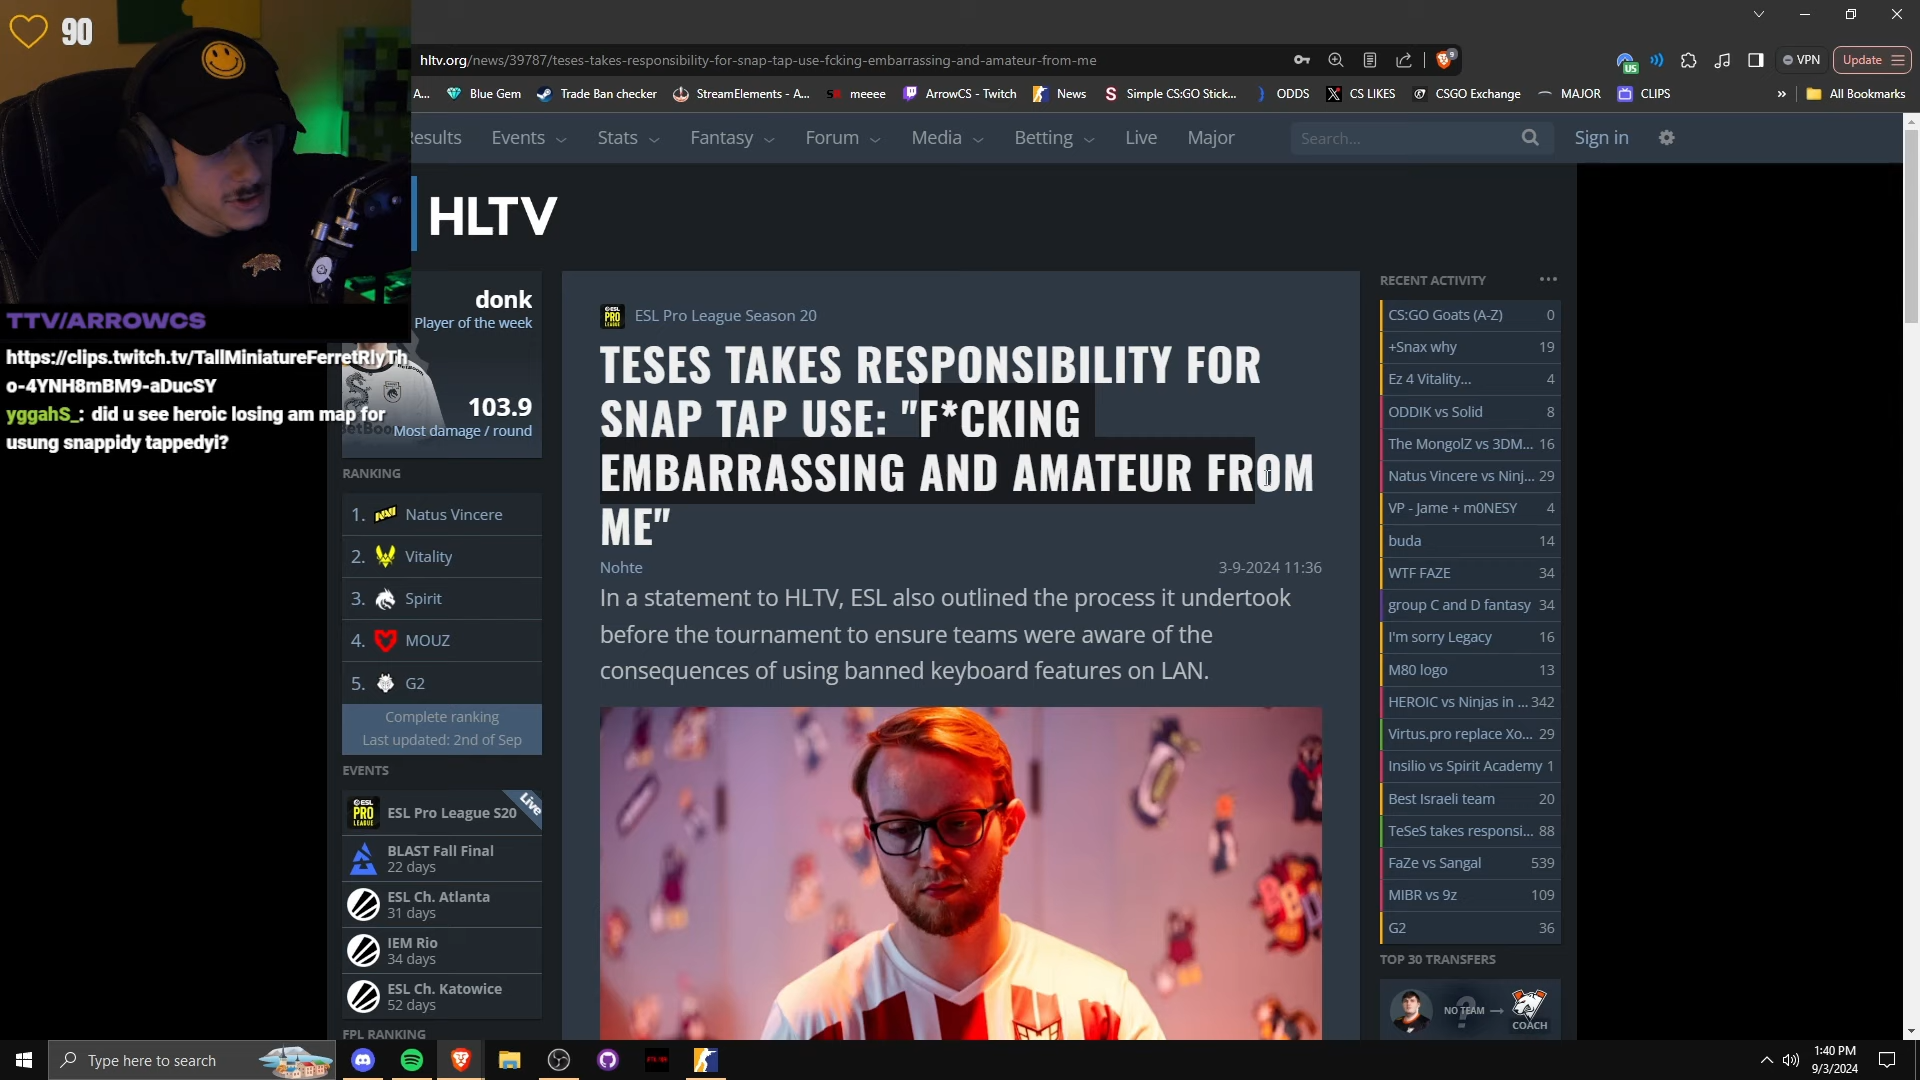 90
hltv.org/news/39787/teses-takes-responsibility-for-snap-tap-use-fcking-embarrassing-and-amateur-from-me
9
US
VPN
Update
A...
Blue Gem
Trade Ban checker
StreamElements - A...
meeee
ArrowCS - Twitch
News
Simple CS:GO Stick...
ODDS
CS LIKES
CSGO Exchange
MAJOR
CLIPS
»
All Bookmarks
esults
Events
Stats
Fantasy
Forum
Media
Betting
Live
Major
Search...
Sign in
HLTV
TTV/ARROWCS
https://clips.twitch.tv/TallMiniatureFerretRlyTh
o-4YNH8mBM9-aDucSY
yggahS_: did u see heroic losing am map for
usung snappidy tappedyi?
donk
Player of the week
103.9
Most damage / round
RANKING
1. Natus Vincere
2. Vitality
3. Spirit
4. MOUZ
5. G2
Complete ranking
Last updated: 2nd of Sep
EVENTS
ESL Pro League S20
Live
BLAST Fall Final
22 days
ESL Ch. Atlanta
31 days
IEM Rio
34 days
ESL Ch. Katowice
52 days
FPL RANKING
ESL Pro League Season 20
TESES TAKES RESPONSIBILITY FOR
SNAP TAP USE: "F*CKING
EMBARRASSING AND AMATEUR FROM
ME"
Nohte
3-9-2024 11:36
In a statement to HLTV, ESL also outlined the process it undertook
before the tournament to ensure teams were aware of the
consequences of using banned keyboard features on LAN.
RECENT ACTIVITY
CS:GO Goats (A-Z) 0
+Snax why 19
Ez 4 Vitality... 4
ODDIK vs Solid 8
The MongolZ vs 3DM... 16
Natus Vincere vs Ninj... 29
VP - Jame + m0NESY 4
buda 14
WTF FAZE 34
group C and D fantasy 34
I'm sorry Legacy 16
M80 logo 13
HEROIC vs Ninjas in ... 342
Virtus.pro replace Xo... 29
Insilio vs Spirit Academy 1
Best Israeli team 20
TeSeS takes responsi... 88
FaZe vs Sangal 539
MIBR vs 9z 109
G2 36
TOP 30 TRANSFERS
NO TEAM
?
COACH
Type here to search
1:40 PM
9/3/2024